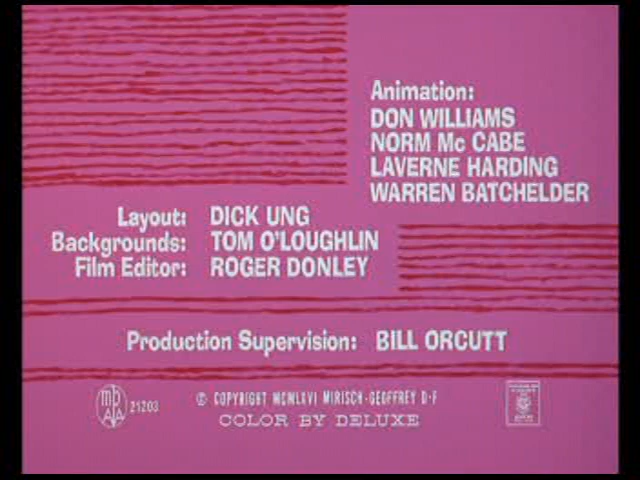 Animation:
DON WILLIAMS
NORM Mc CABE
LAVERNE HARDING
WARREN BATCHELDER
Layout: DICK UNG
Backgrounds: TOM O'LOUGHLIN
Film Editor: ROGER DONLEY
Production Supervision: BILL ORCUTT
21203
© COPYRIGHT MCMLXVI MIRISCH-GEOFFREY D-F
COLOR BY DELUXE